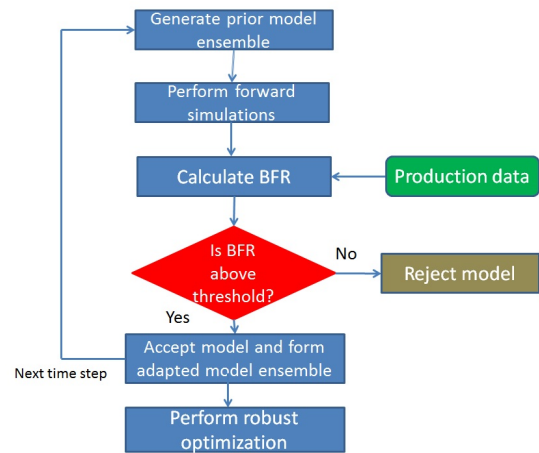 Generate prior model
ensemble
Perform forward
simulations
Calculate BFR
Production data
Is BFR
above
threshold?
No
Reject model
Yes
Accept model and form
adapted model ensemble
Next time step
Perform robust
optimization